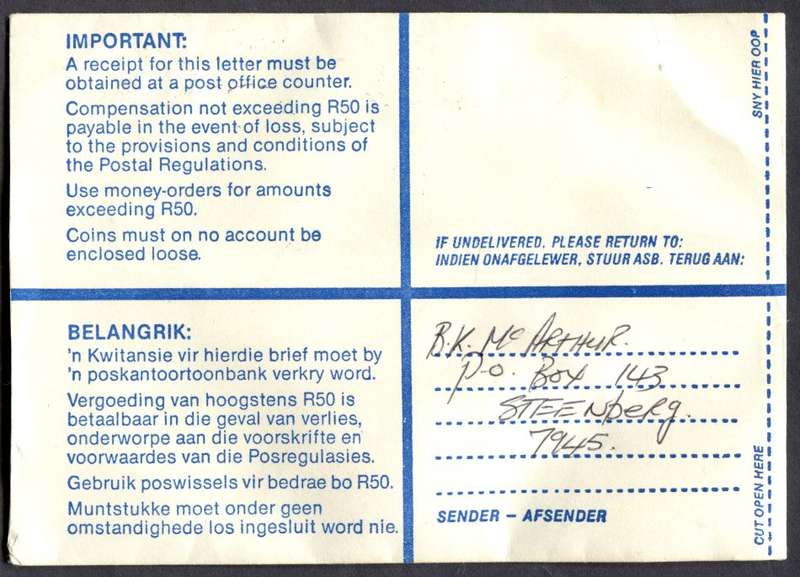 IMPORTANT:
A receipt for this letter must be
obtained at a post office counter.
Compensation not exceeding R50 is
payable in the event of loss, subject
to the provisions and conditions of
the Postal Regulations.
Use money-orders for amounts
exceeding R50.
Coins must on no account be
enclosed loose.
IF UNDELIVERED. PLEASE RETURN TO:
INDIEN ONAFGELEWER, STUUR ASB. TERUG AAN:
SNY HIER OOP
BELANGRIK:
'n Kwitansie vir hierdie brief moet by
'n poskantoortoonbank verkry word.
Vergoeding van hoogstens R50 is
betaalbaar in die geval van verlies,
onderworpe aan die voorskrifte en
voorwaardes van die Posregulasies.
Gebruik poswissels vir bedrae bo R50.
Muntstukke moet onder geen
omstandighede los ingesluit word nie.
B.K. McARTHUR.
P.O. Box 143
STEENberg.
7945.
SENDER – AFSENDER
CUT OPEN HERE